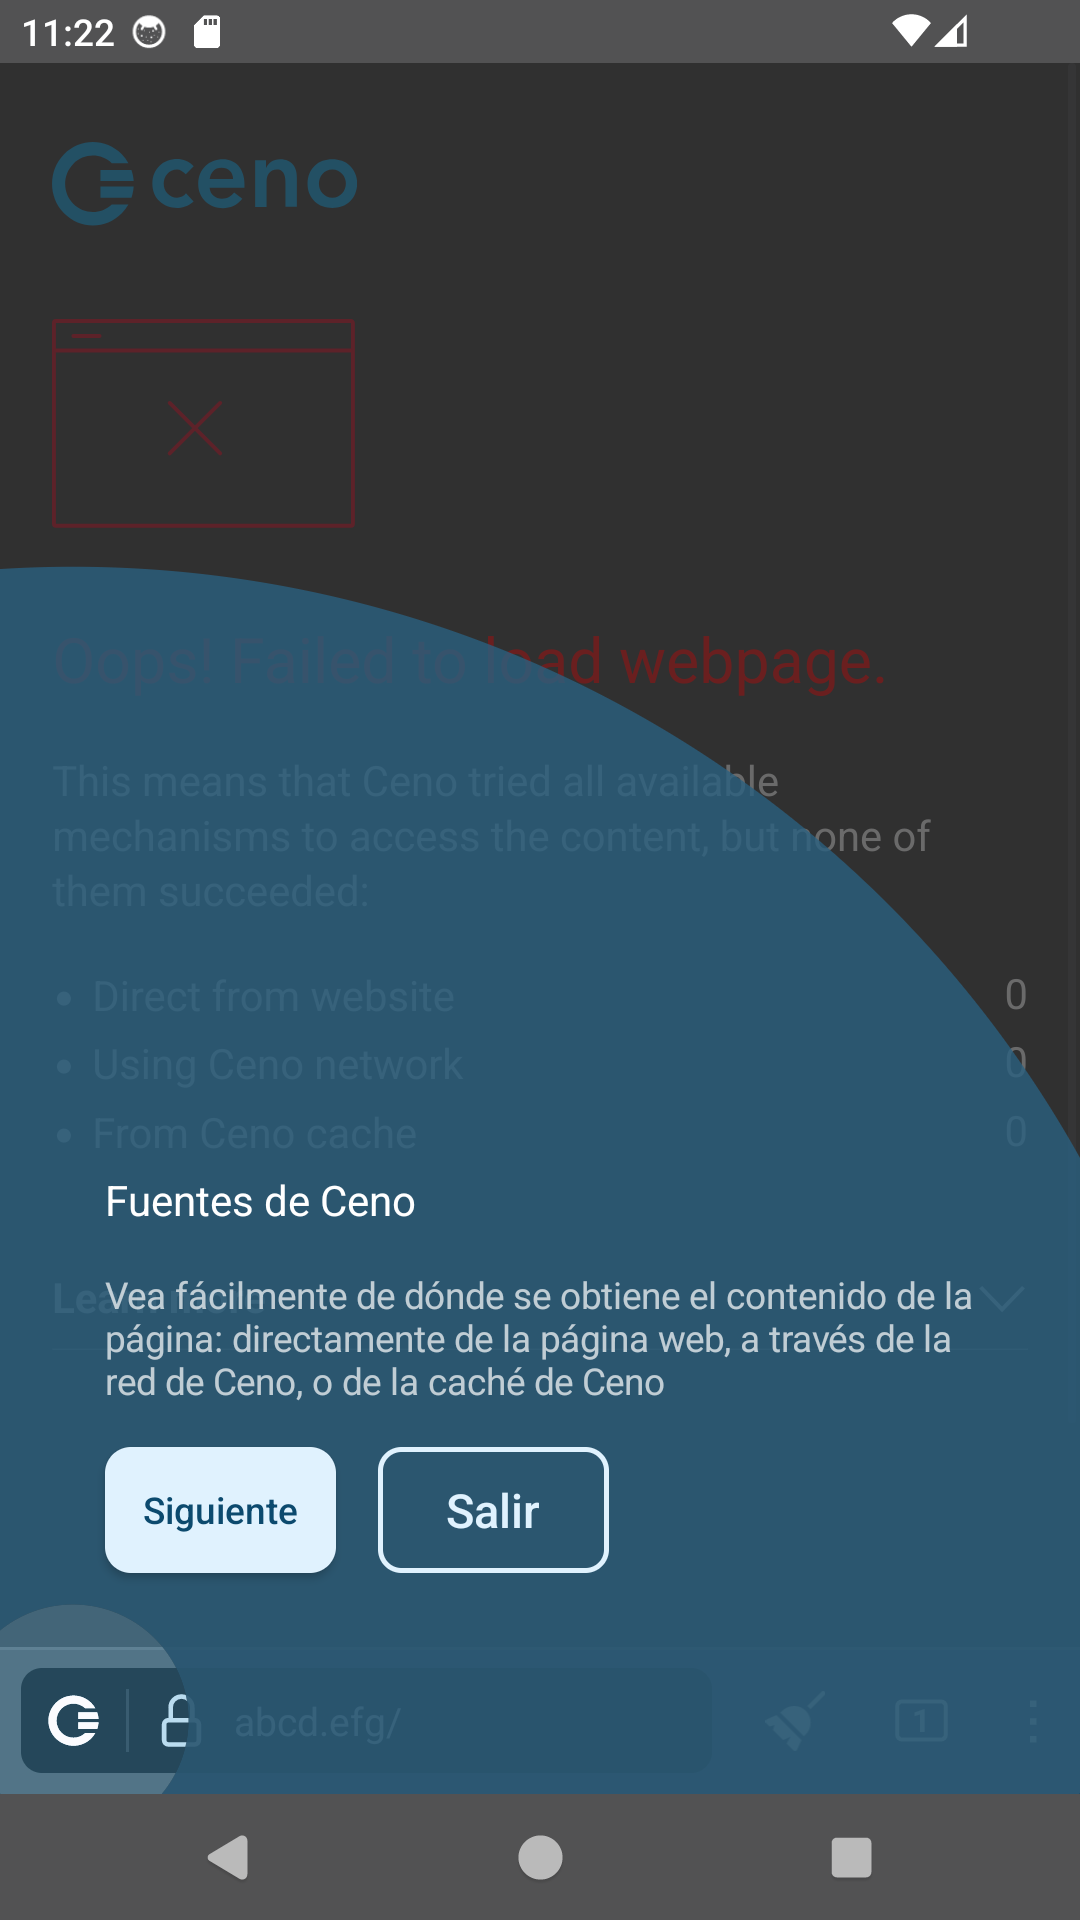 11:22
ceno
Oops! Failed to load webpage.
This means that Ceno tried all available
mechanisms to access the content, but none of
them succeeded:
Direct from website 0
Using Ceno network 0
From Ceno cache 0
Fuentes de Ceno
Vea fácilmente de dónde se obtiene el contenido de la
página: directamente de la página web, a través de la
red de Ceno, o de la caché de Ceno
Siguiente Salir
abcd.efg/ 1